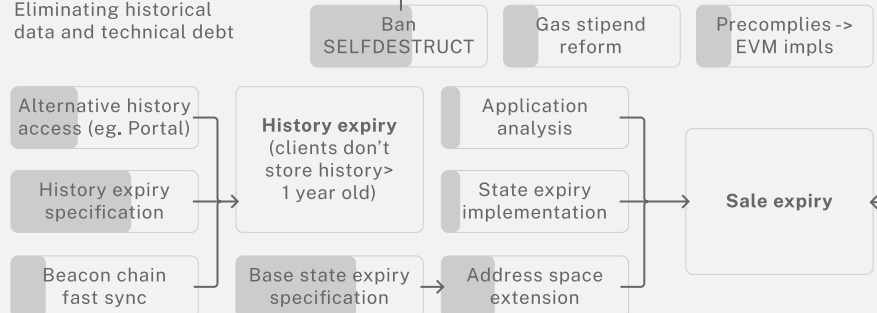 Eliminating historical
data and technical debt
Ban
SELFDESTRUCT
Gas stipend
reform
Precomplies ->
EVM impls
Alternative history
access (eg. Portal)
History expiry
(clients don't
store history>
1 year old)
Application
analysis
History expiry
specification
State expiry
implementation
Sale expiry
Beacon chain
fast sync
Base state expiry
specification
Address space
extension